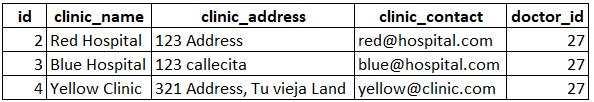 id clinic_name clinic_address clinic_contact doctor_id
2 Red Hospital 123 Address red@hospital.com 27
3 Blue Hospital 123 callecita blue@hospital.com 27
4 Yellow Clinic 321 Address, Tu vieja Land yellow@clinic.com 27